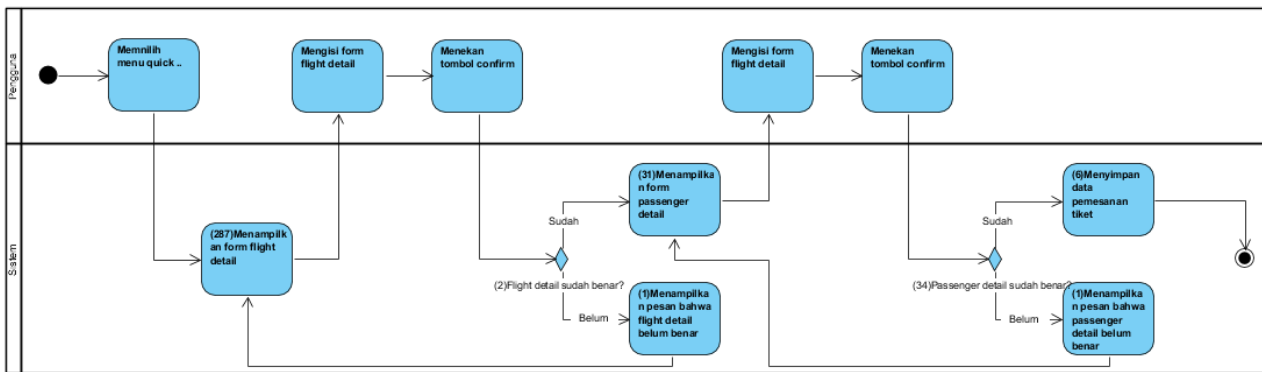 Pengguna
Memnilih
menu quick ..
Mengisi form
flight detail
Menekan
tombol confirm
Mengisi form
flight detail
Menekan
tombol confirm
Sistem
(287)Menampil
kan form flight
detail
(2)Flight detail sudah benar?
Sudah
Belum
(31)Menampilka
n form
passenger
detail
(1)Menampilka
n pesan bahwa
flight detail
belum benar
(34)Passenger detail sudah benar?
Sudah
Belum
(6)Menyimpan
data
pemesanan
tiket
(1)Menampilka
n pesan bahwa
passenger
detail belum
benar